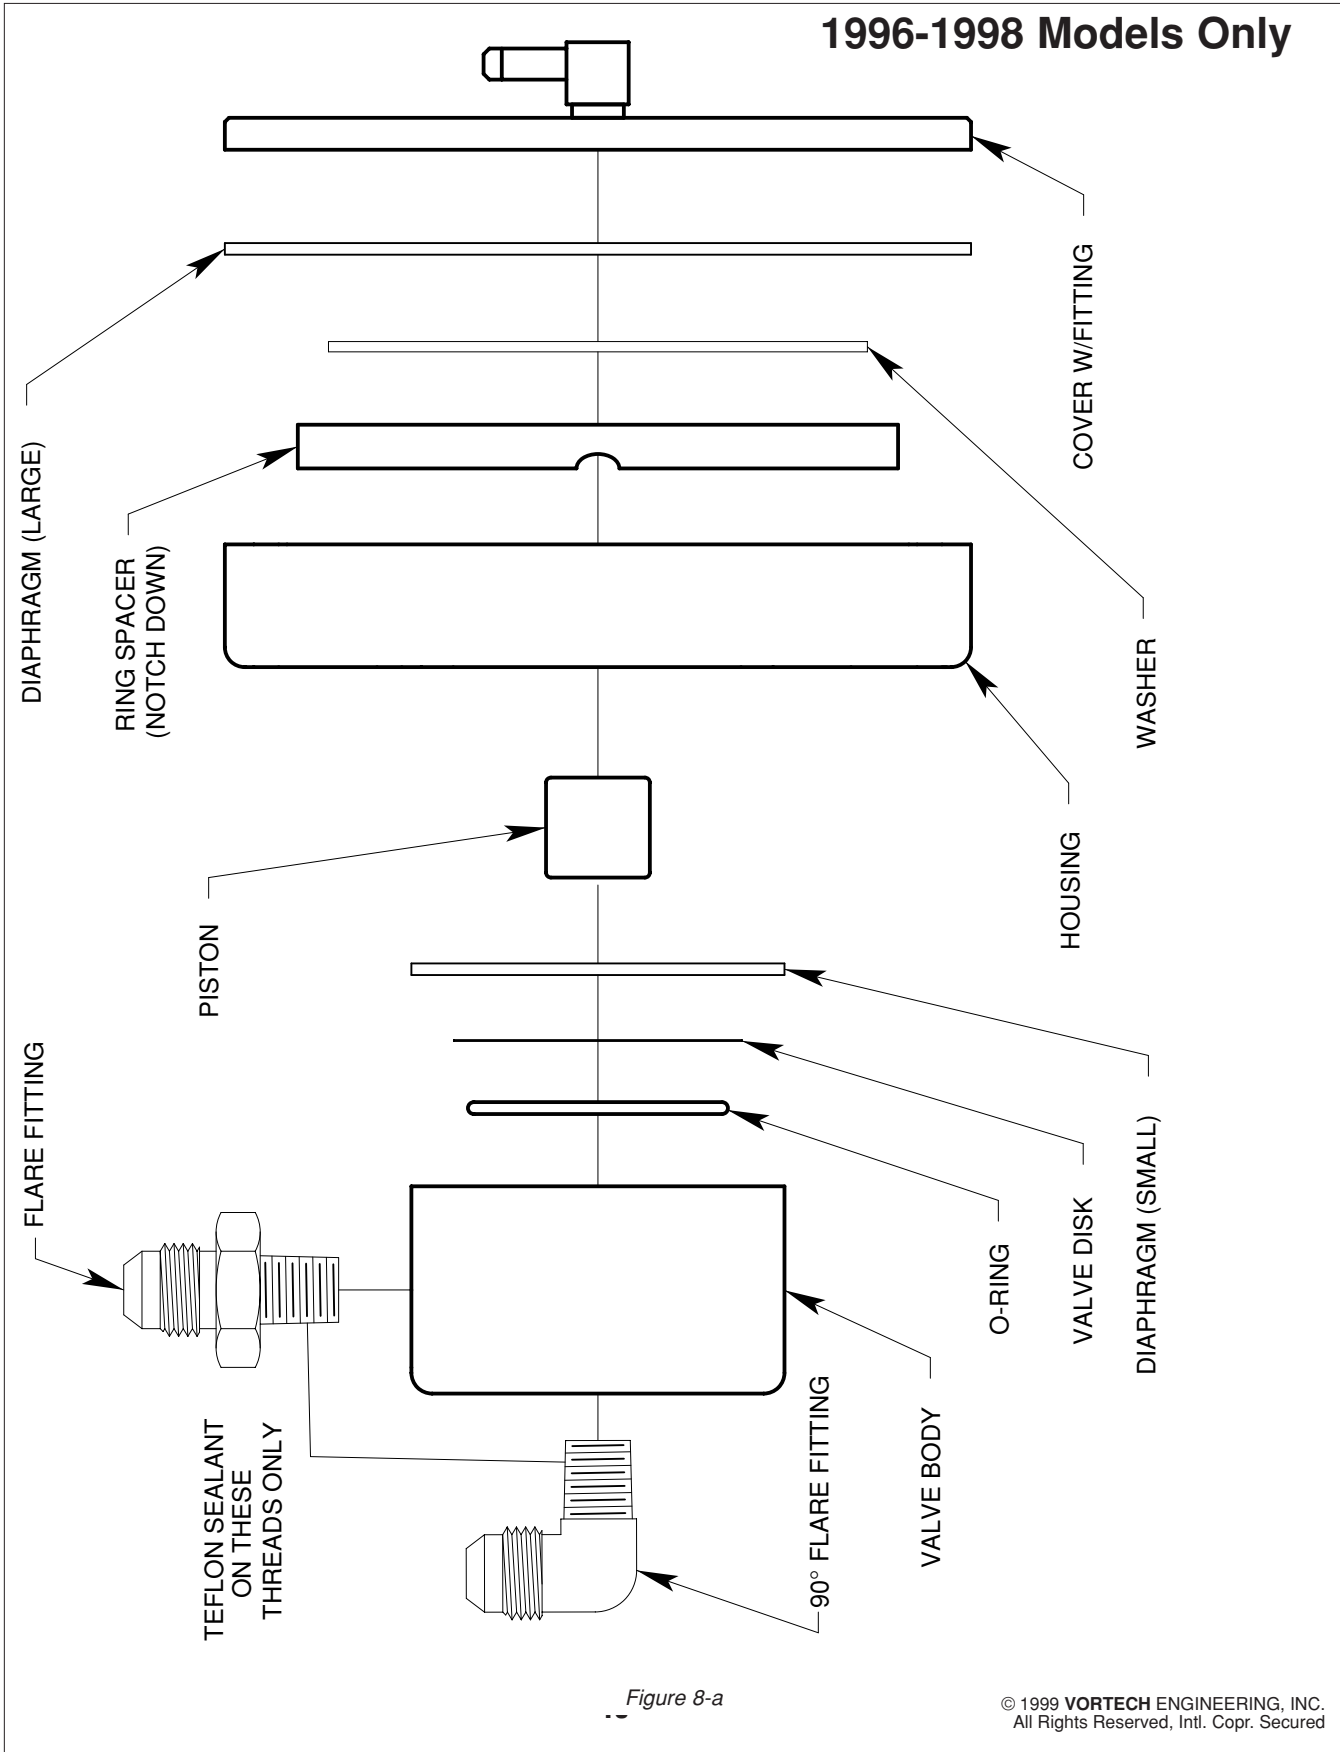 1996-1998 Models Only
COVER W/FITTING
DIAPHRAGM (LARGE)
RING SPACER
(NOTCH DOWN)
WASHER
HOUSING
PISTON
FLARE FITTING
DIAPHRAGM (SMALL)
VALVE DISK
O-RING
VALVE BODY
90° FLARE FITTING
TEFLON SEALANT
ON THESE
THREADS ONLY
Figure 8-a
© 1999 VORTECH ENGINEERING, INC.
All Rights Reserved, Intl. Copr. Secured